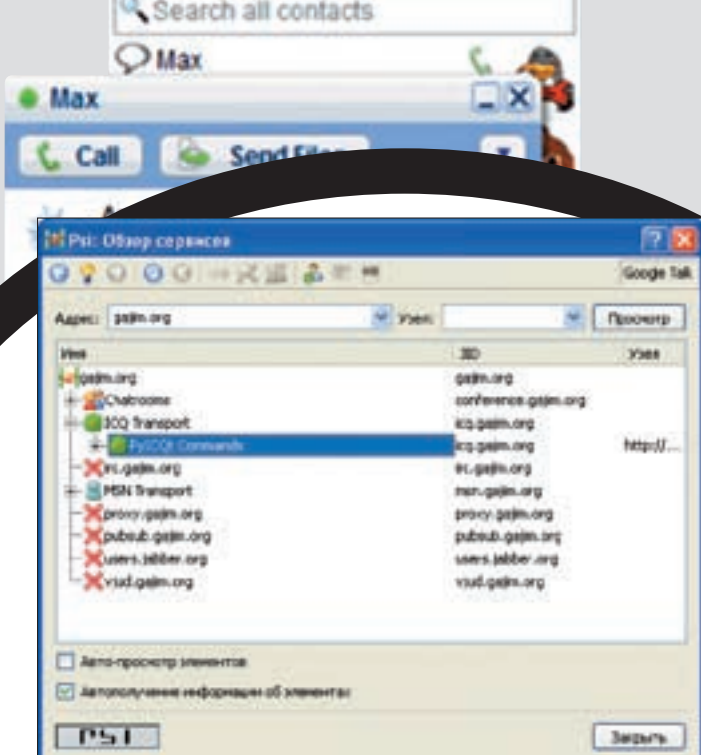 Search all contacts
Max
Max
Call Send Files
Psi: Обзор сервисов
Google Talk
Адрес: gajim.org Узел: Просмотр
Имя ID Узел
gajim.org gajim.org
Chatrooms conference.gajim.org
ICQ Transport icq.gajim.org
PyICQt Commands icq.gajim.org http://...
irc.gajim.org irc.gajim.org
MSN Transport msn.gajim.org
proxy.gajim.org proxy.gajim.org
pubsub.gajim.org pubsub.gajim.org
users.jabber.org users.jabber.org
vjud.gajim.org vjud.gajim.org
Авто-просмотр элементов
Автополучение информации об элементах
PSI Закрыть